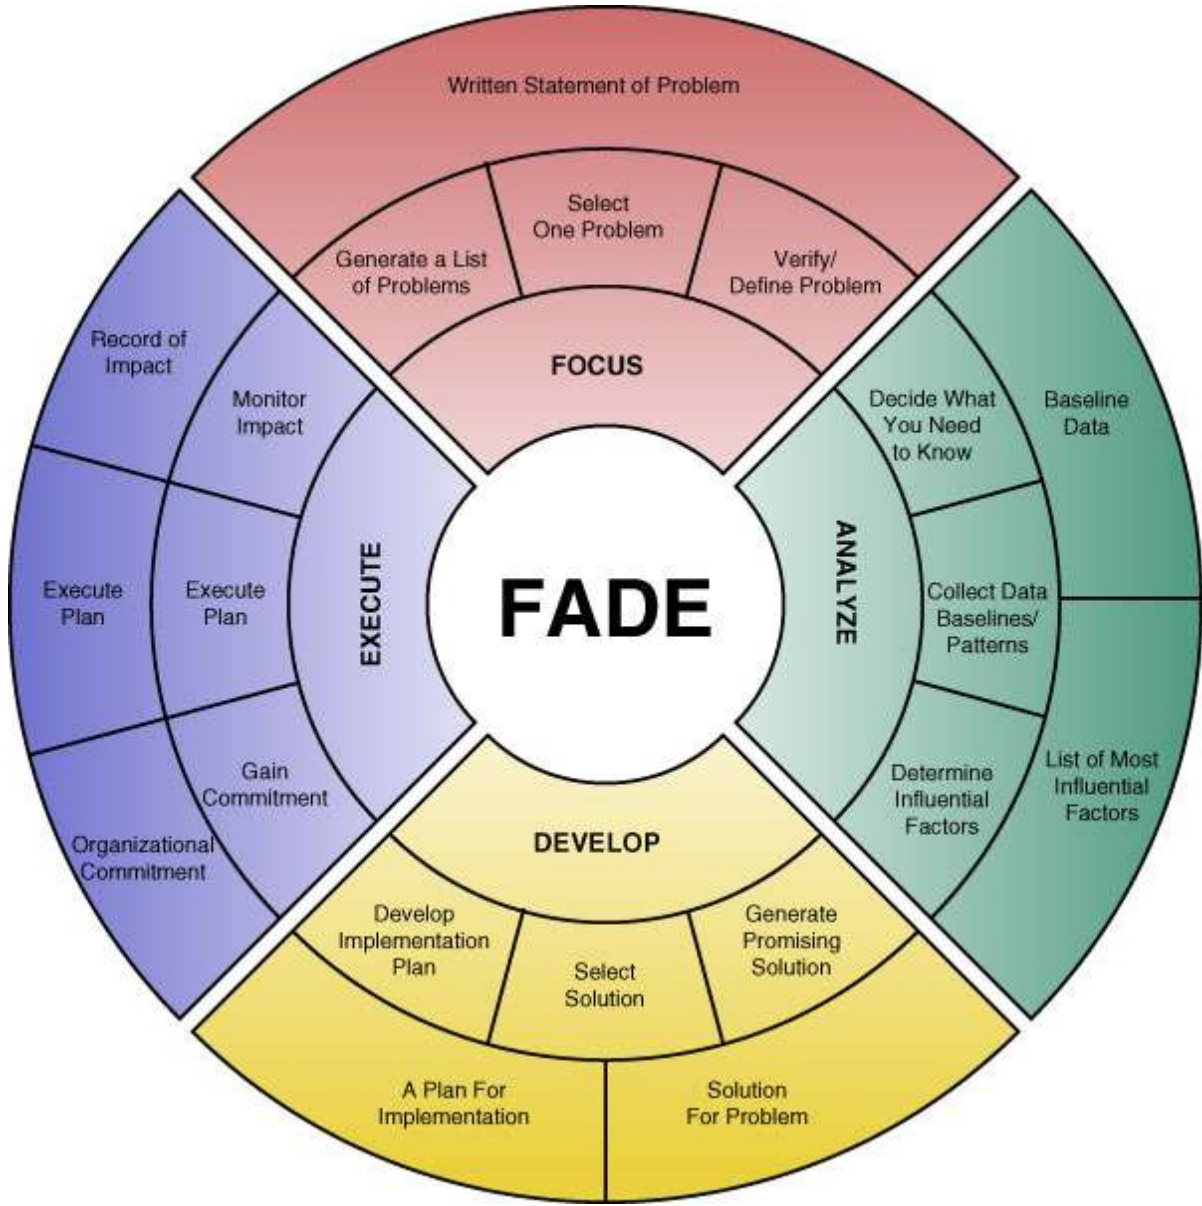 Written Statement of Problem
Generate a List
of Problems
Select
One Problem
Verify/
Define Problem
FOCUS
Decide What
You Need
to Know
Baseline
Data
ANALYZE
Collect Data
Baselines/
Patterns
Determine
Influential
Factors
List of Most
Influential
Factors
DEVELOP
Generate
Promising
Solution
Select
Solution
Develop
Implementation
Plan
Solution
For Problem
A Plan For
Implementation
EXECUTE
Gain
Commitment
Organizational
Commitment
Execute
Plan
Execute
Plan
Monitor
Impact
Record of
Impact
FADE